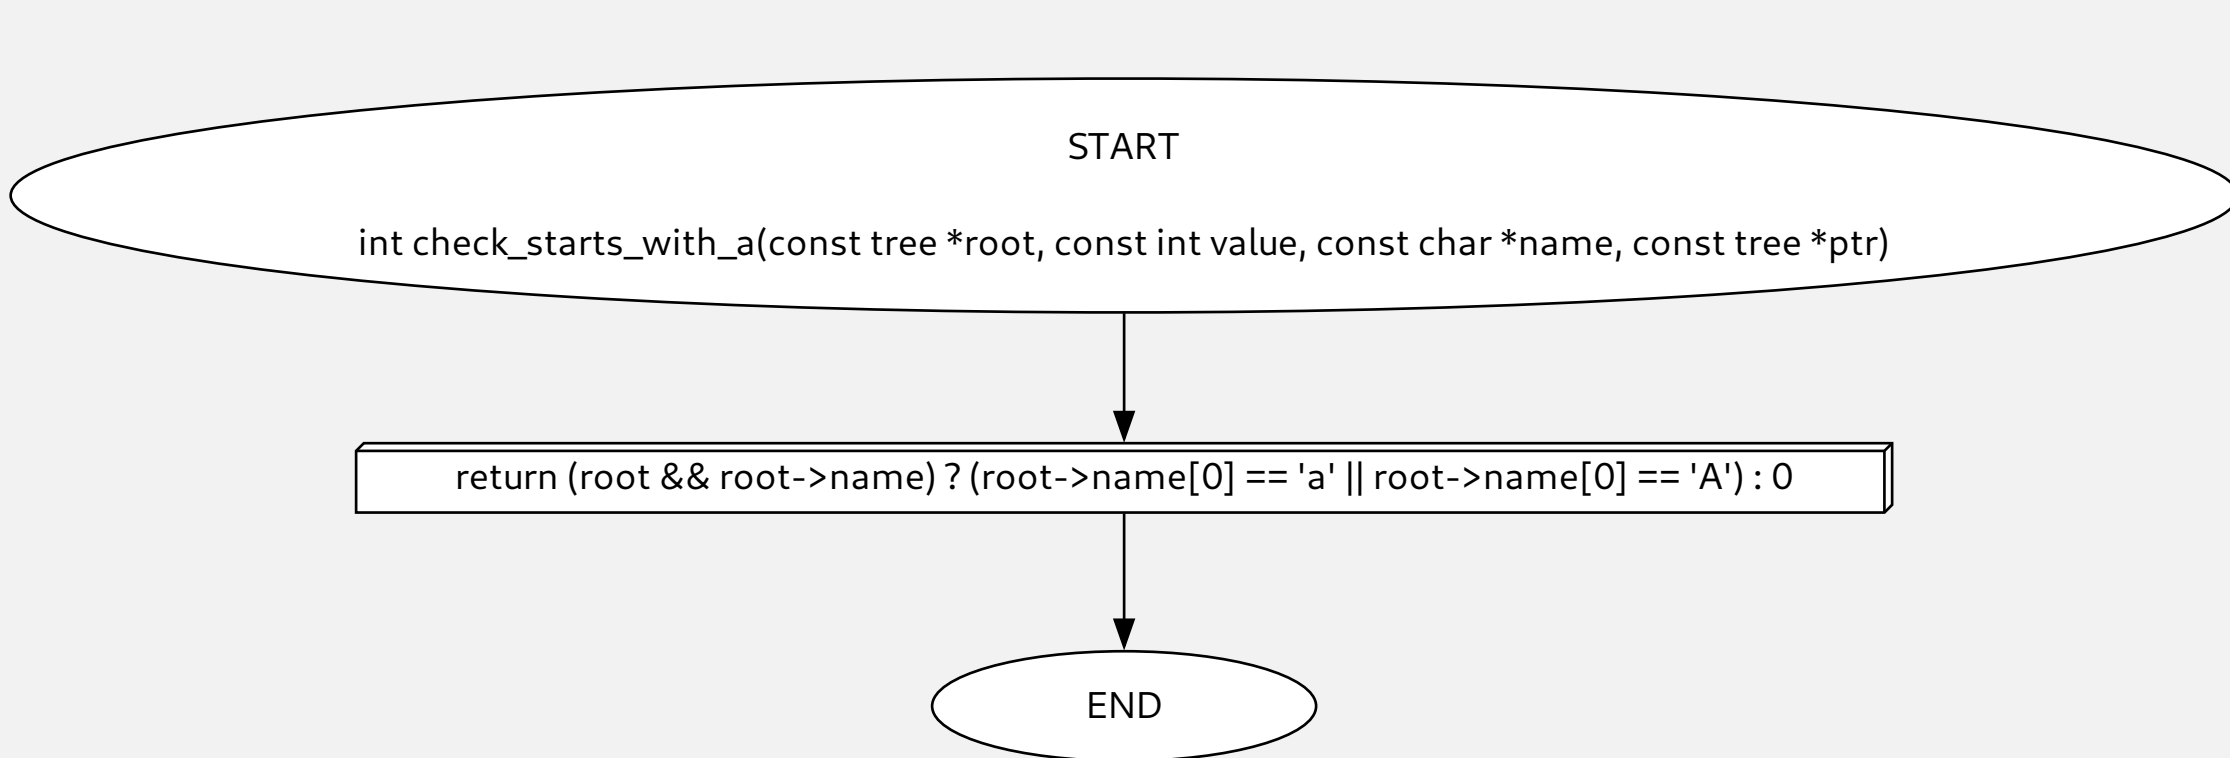 START
int check_starts_with_a(const tree *root, const int value, const char *name, const tree *ptr)
return (root && root->name) ? (root->name[0] == 'a' || root->name[0] == 'A') : 0
END